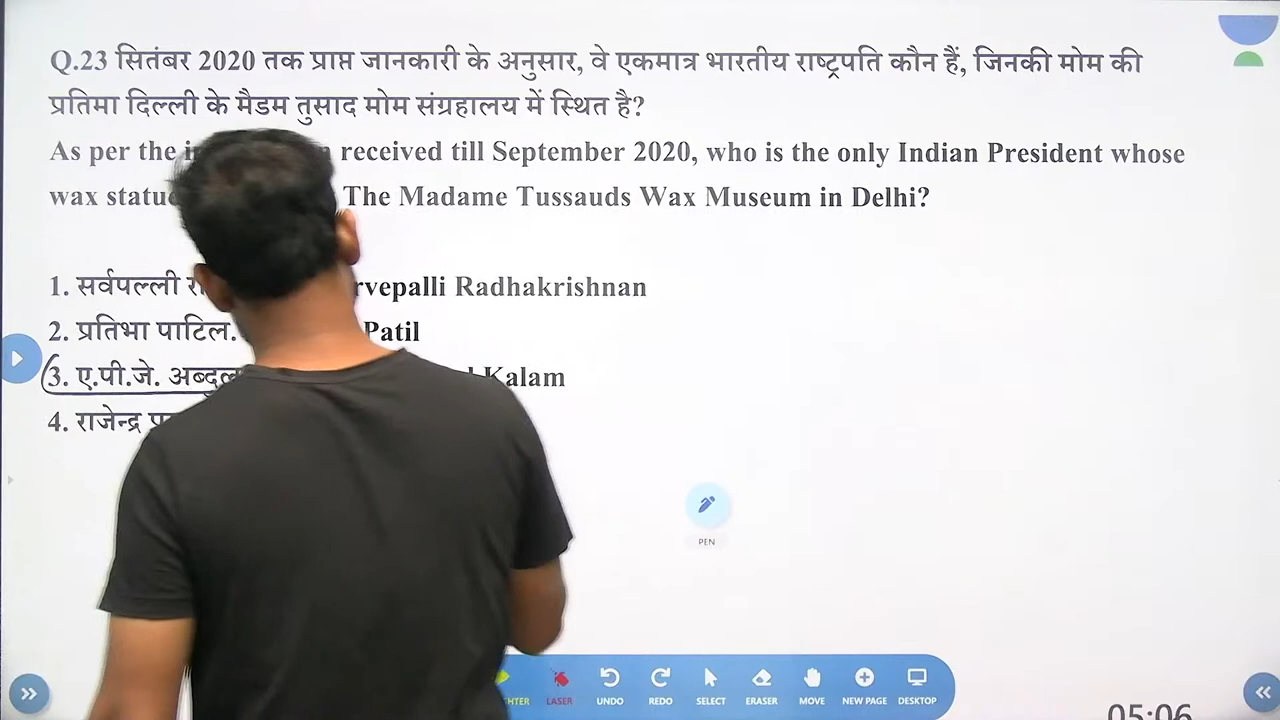 Q.23 सितंबर 2020 तक प्राप्त जानकारी के अनुसार, वे एकमात्र भारतीय राष्ट्रपति कौन हैं, जिनकी मोम की
प्रतिमा दिल्ली के मैडम तुसाद मोम संग्रहालय में स्थित है?
As per the received till September 2020, who is the only Indian President whose
wax The Madame Tussauds Wax Museum in Delhi?
1. सर्वपल्ली Radhakrishnan
2. प्रतिभा पाटिल. Patil
3. ए.पी.जे. Kalam
4. राजेन्द्र
PEN
LASER UNDO REDO SELECT ERASER MOVE NEW PAGE DESKTOP
05:06